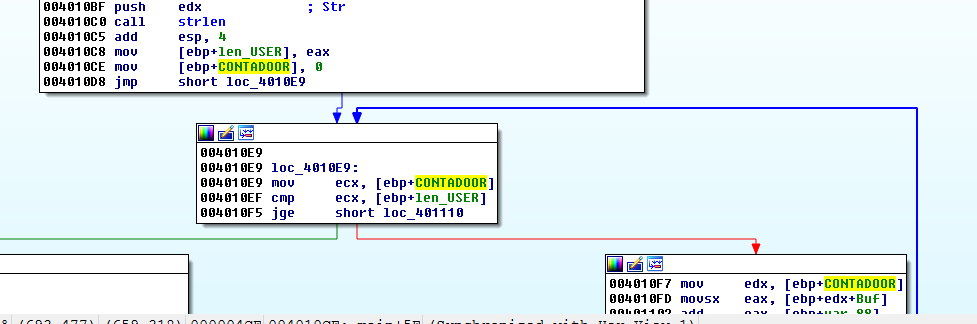 004010BF push edx ; Str
004010C0 call strlen
004010C5 add esp, 4
004010C8 mov [ebp+len_USER], eax
004010CE mov [ebp+CONTADOOR], 0
004010D8 jmp short loc_4010E9
004010E9
004010E9 loc_4010E9:
004010E9 mov ecx, [ebp+CONTADOOR]
004010EF cmp ecx, [ebp+len_USER]
004010F5 jge short loc_401110
004010F7 mov edx, [ebp+CONTADOOR]
004010FD movsx eax, [ebp+edx+Buf]